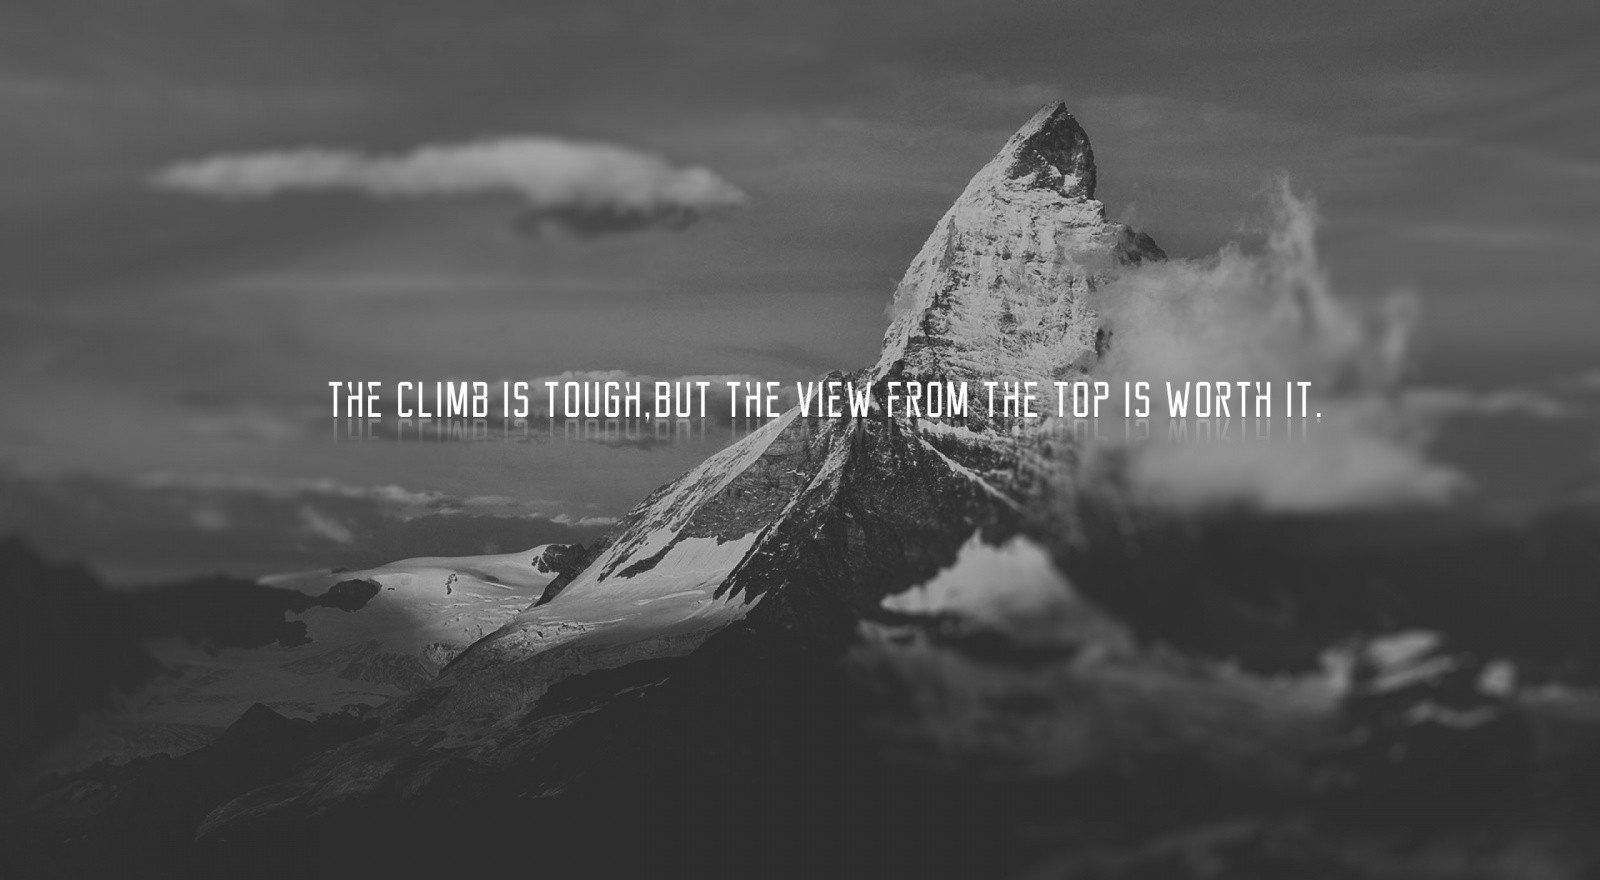 THE CLIMB IS TOUGH,BUT THE VIEW FROM THE TOP IS WORTH IT.